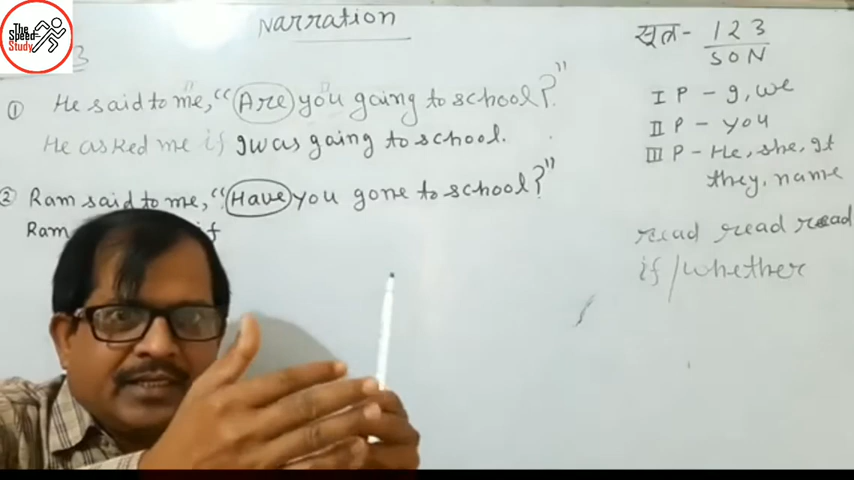 The
Speed
Study
3
Narration
① He said to me, "Are you going to school?"
He asked me if I was going to school.
② Ram said to me, "Have you gone to school?"
Ram if
सूत्र - 1 2 3
S O N
I P - I, we
II P - you
III P - He, she, It
they, name
read read read
if/whether